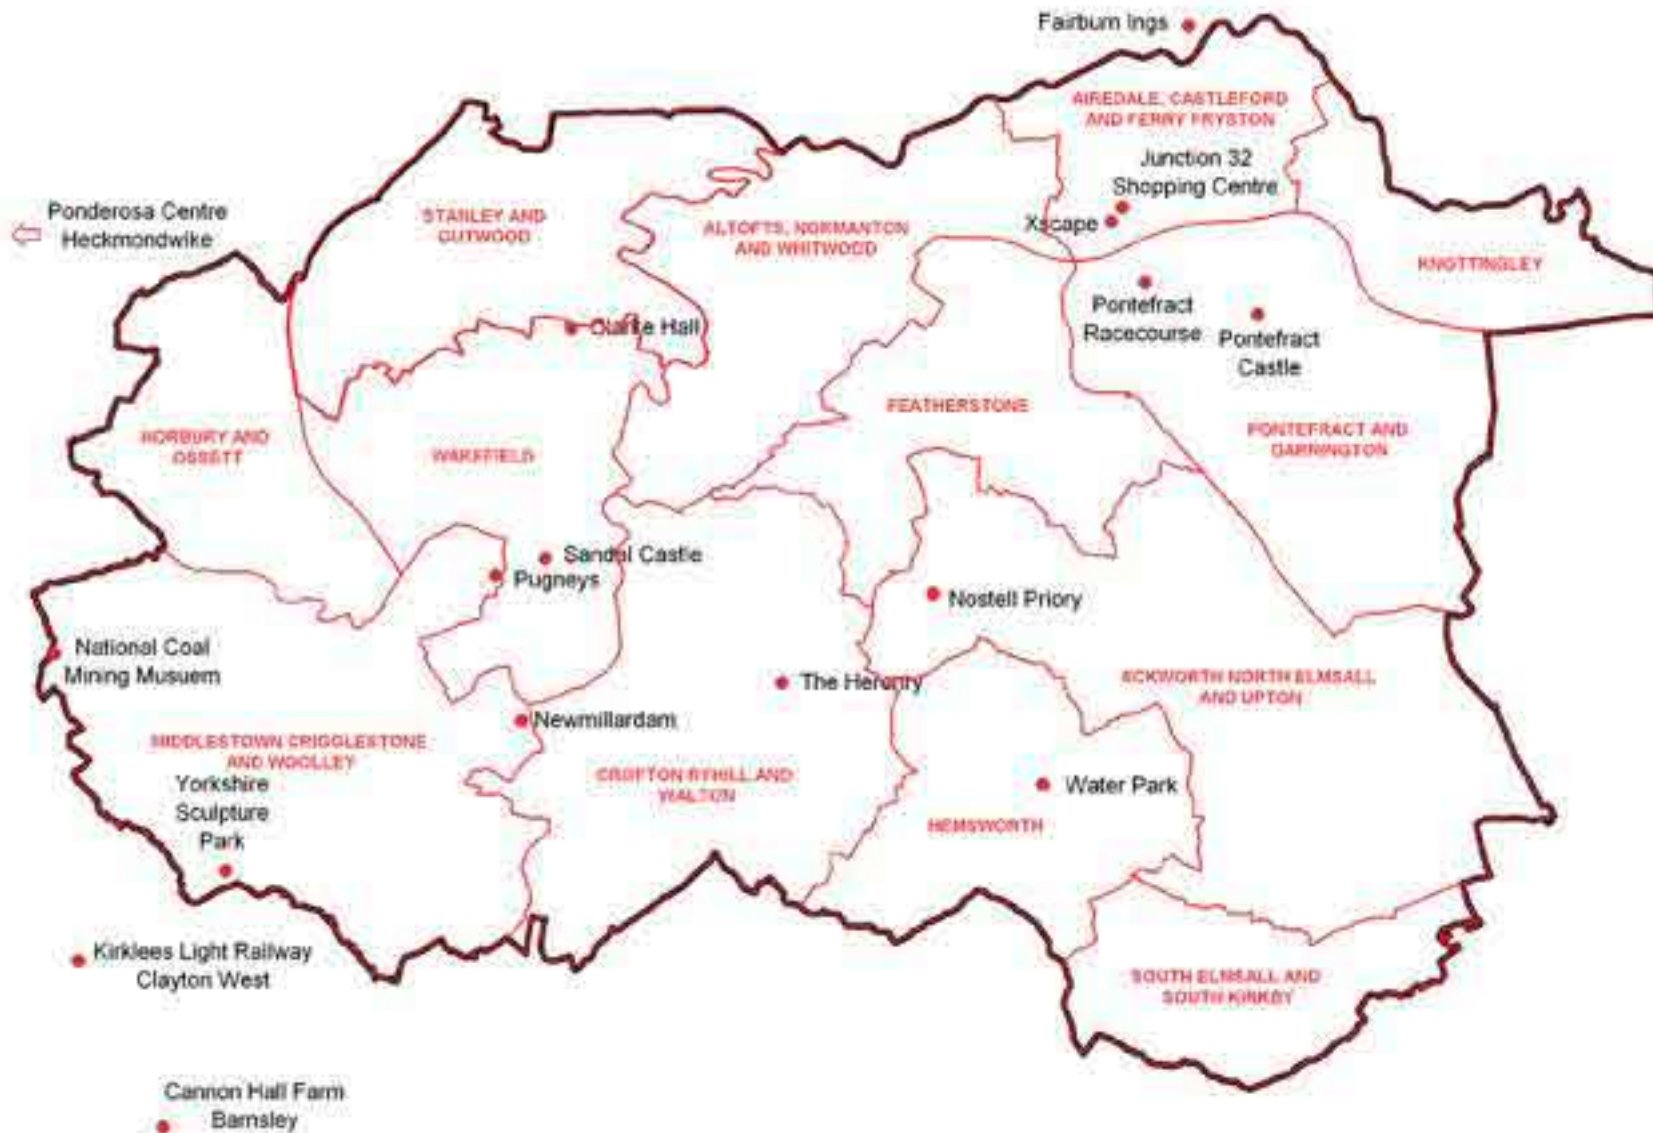 Fairburn Ings
AIREDALE, CASTLEFORD
AND FERRY FRYSTON
Junction 32
Shopping Centre
Xscape
Ponderosa Centre
Heckmondwike
STANLEY AND
OUTWOOD
ALTOFTS, NORMANTON
AND WHITWOOD
KNOTTINGLEY
Pontefract
Racecourse
Pontefract
Castle
Clarke Hall
FEATHERSTONE
HORBURY AND
OSSETT
WAKEFIELD
PONTEFRACT AND
DARRINGTON
Sandal Castle
Pugneys
Nostell Priory
National Coal
Mining Musuem
The Heronry
ACKWORTH NORTH ELMSALL
AND UPTON
Newmillardam
MIDDLESTOWN CRIGGLESTONE
AND WOOLLEY
Yorkshire
Sculpture
Park
CROFTON RYHILL AND
WALTON
Water Park
HEMSWORTH
Kirklees Light Railway
Clayton West
SOUTH ELMSALL AND
SOUTH KIRKBY
Cannon Hall Farm
Barnsley